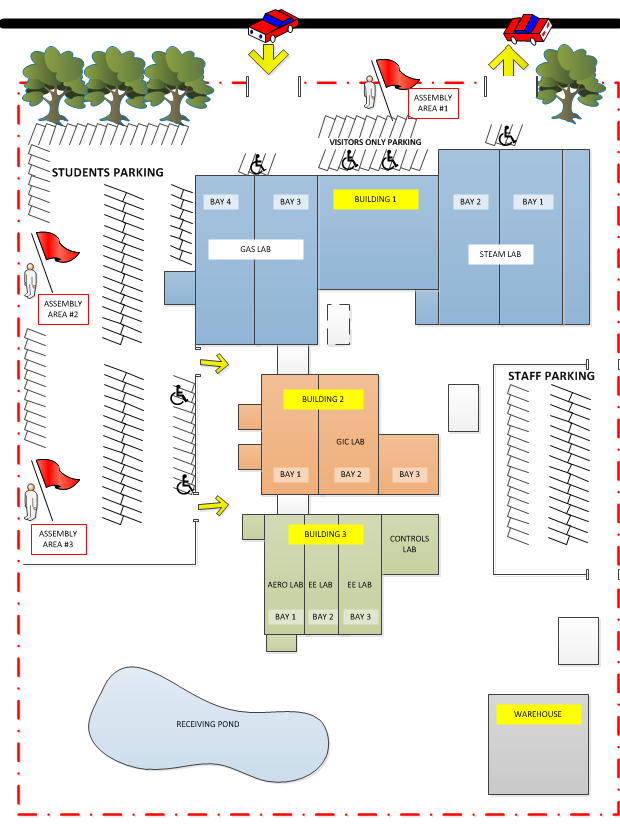 ASSEMBLY
AREA #1
VISITORS ONLY PARKING
STUDENTS PARKING
BAY 4
BAY 3
BUILDING 1
BAY 2
BAY 1
GAS LAB
STEAM LAB
ASSEMBLY
AREA #2
STAFF PARKING
BUILDING 2
GIC LAB
BAY 1
BAY 2
BAY 3
ASSEMBLY
AREA #3
BUILDING 3
CONTROLS
LAB
AERO LAB
EE LAB
EE LAB
BAY 1
BAY 2
BAY 3
RECEIVING POND
WAREHOUSE